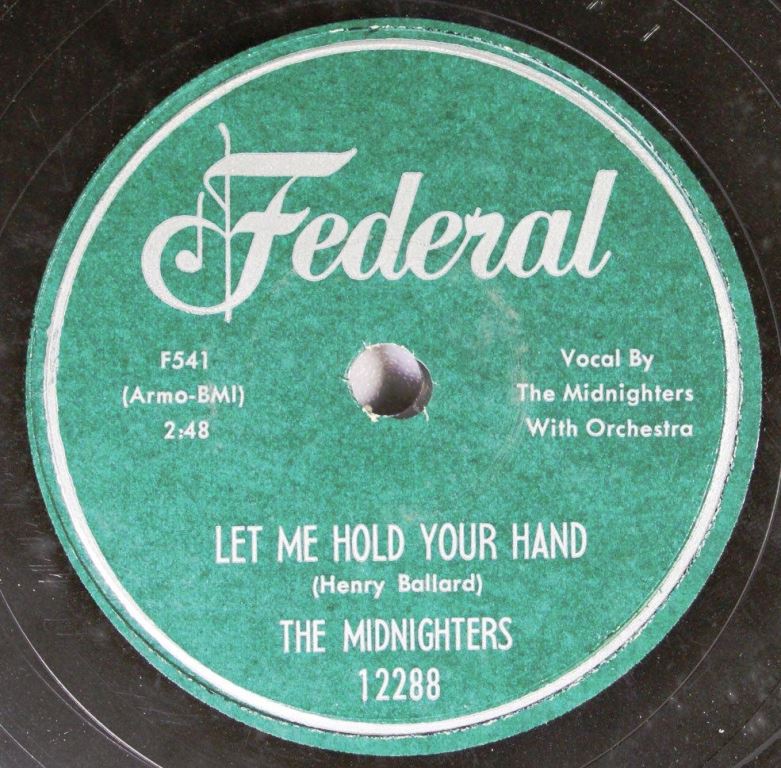 Federal
F541
(Armo-BMI)
2:48
Vocal By
The Midnighters
With Orchestra
LET ME HOLD YOUR HAND
(Henry Ballard)
THE MIDNIGHTERS
12288